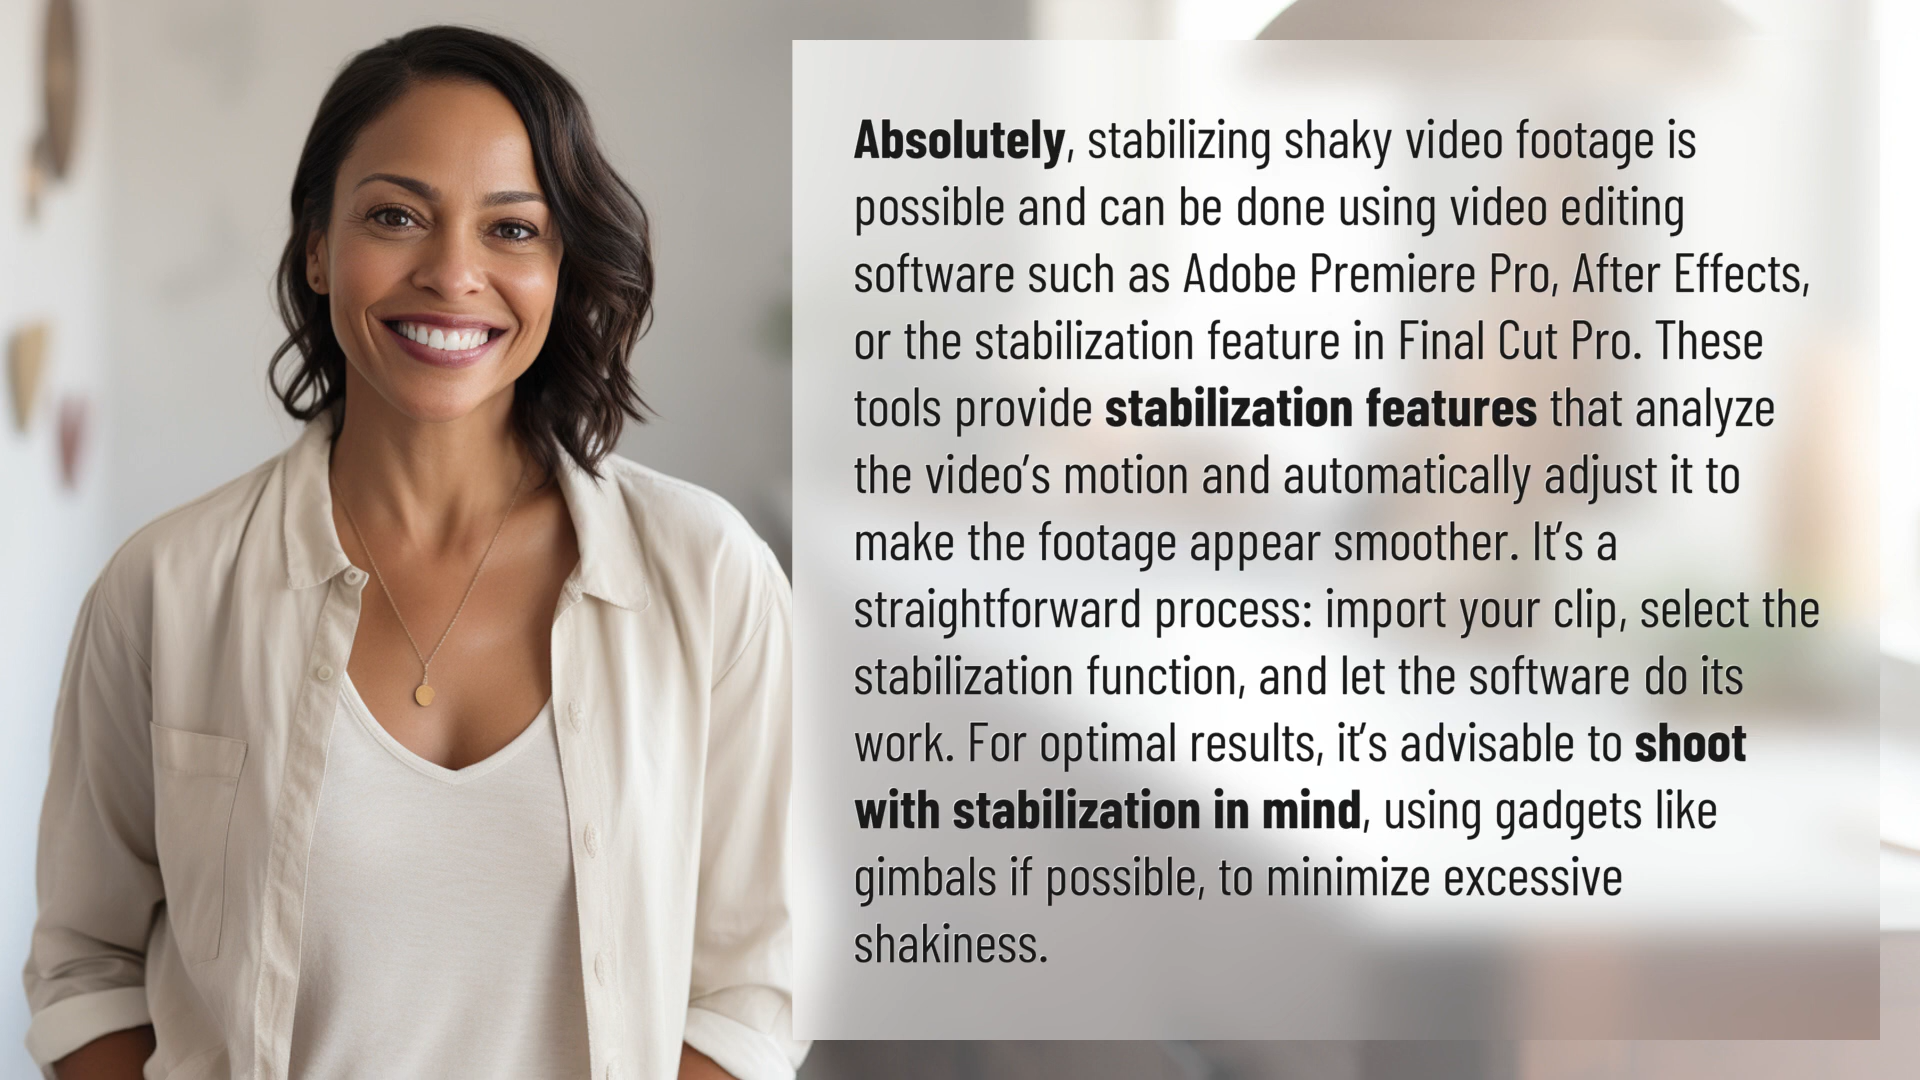 Absolutely, stabilizing shaky video footage is
possible and can be done using video editing
software such as Adobe Premiere Pro, After Effects,
or the stabilization feature in Final Cut Pro. These
tools provide stabilization features that analyze
the video’s motion and automatically adjust it to
make the footage appear smoother. It’s a
straightforward process: import your clip, select the
stabilization function, and let the software do its
work. For optimal results, it’s advisable to shoot
with stabilization in mind, using gadgets like
gimbals if possible, to minimize excessive
shakiness.